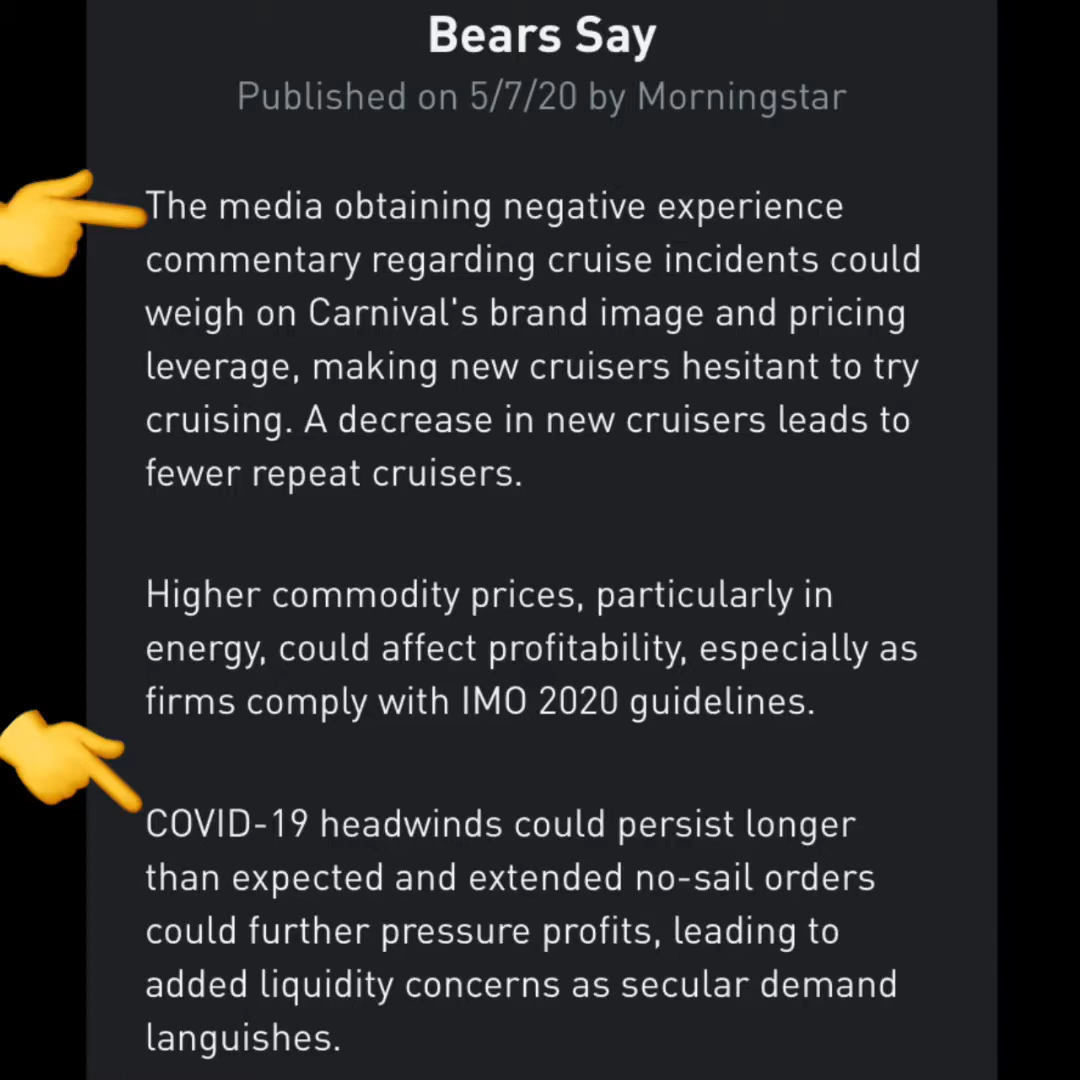 Bears Say
Published on 5/7/20 by Morningstar
The media obtaining negative experience
commentary regarding cruise incidents could
weigh on Carnival's brand image and pricing
leverage, making new cruisers hesitant to try
cruising. A decrease in new cruisers leads to
fewer repeat cruisers.
Higher commodity prices, particularly in
energy, could affect profitability, especially as
firms comply with IMO 2020 guidelines.
COVID-19 headwinds could persist longer
than expected and extended no-sail orders
could further pressure profits, leading to
added liquidity concerns as secular demand
languishes.